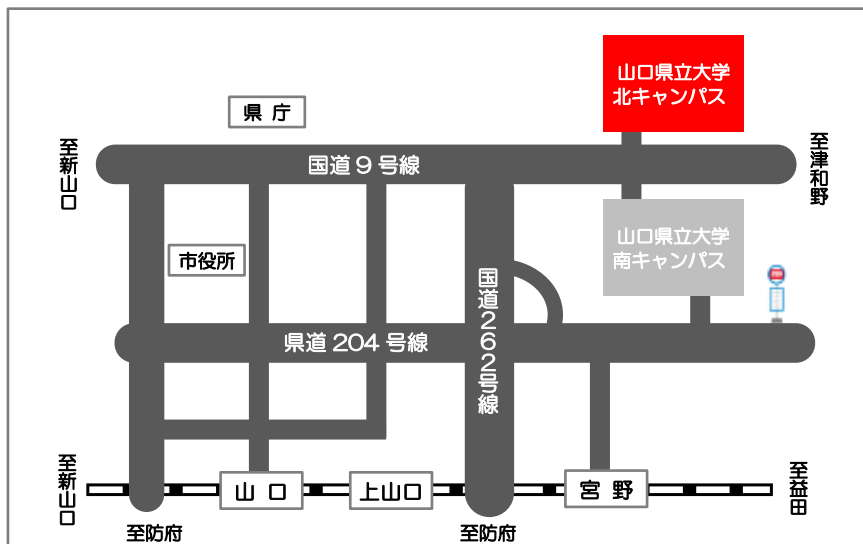 山口県立大学
北キャンパス
県庁
至新山口
国道9号線
至津和野
市役所
山口県立大学
南キャンパス
国道262号線
県道204号線
至新山口
山口
上山口
宮野
至益田
至防府
至防府